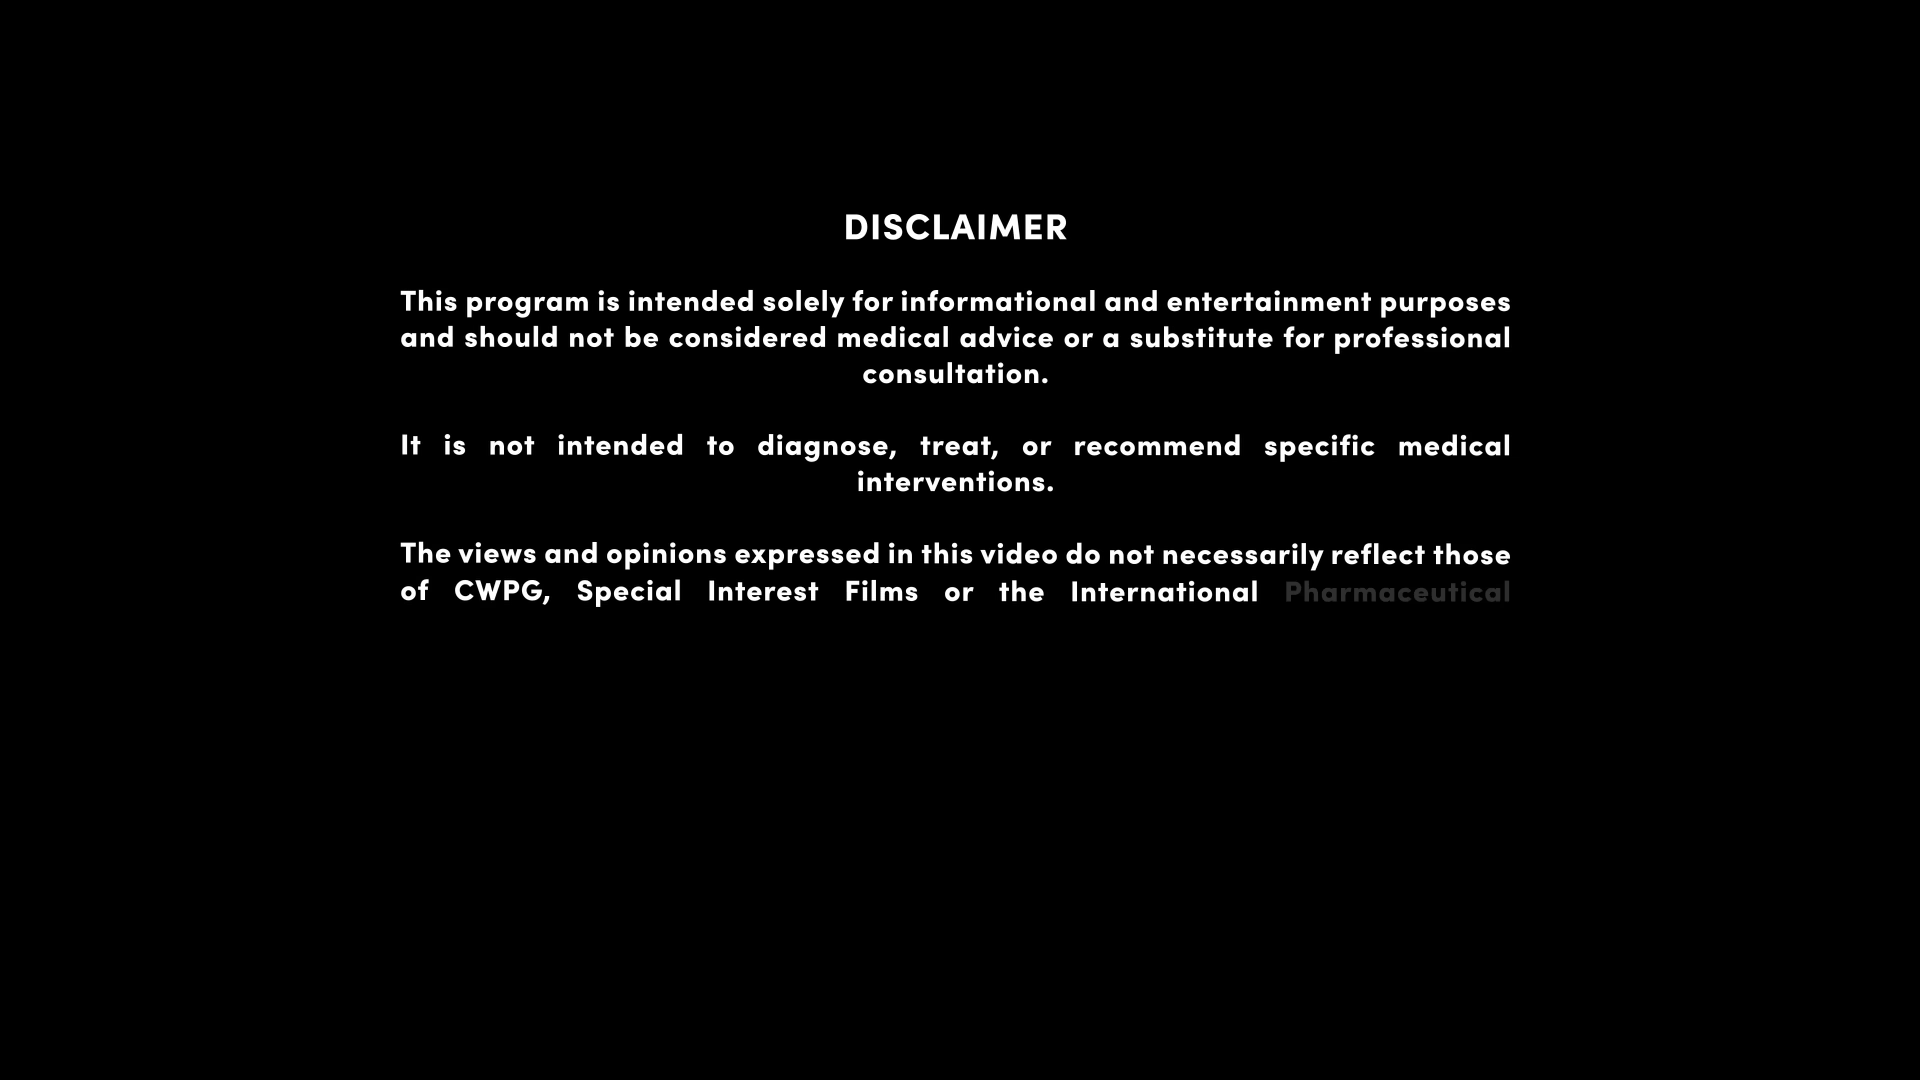 DISCLAIMER
This program is intended solely for informational and entertainment purposes
and should not be considered medical advice or a substitute for professional
consultation.
It is not intended to diagnose, treat, or recommend specific medical
interventions.
The views and opinions expressed in this video do not necessarily reflect those
of CWPG, Special Interest Films or the International Pharmaceutical